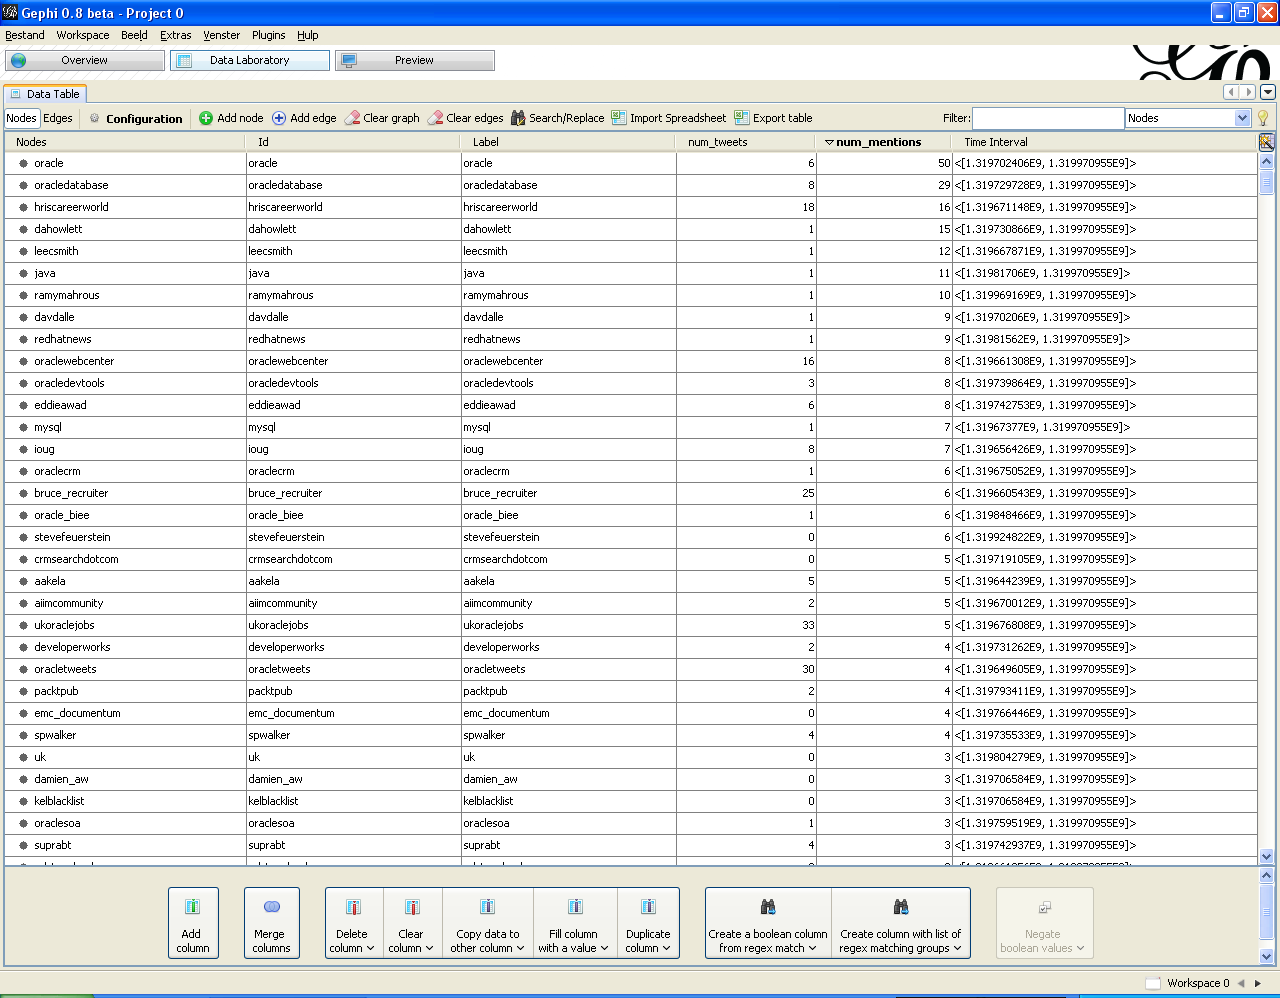 Gephi 0.8 beta - Project 0
Bestand Workspace Beeld Extras Venster Plugins Help
Overview Data Laboratory Preview
Data Table
Nodes Edges Configuration Add node Add edge Clear graph Clear edges Search/Replace Import Spreadsheet Export table Filter: Nodes
Nodes Id Label num_tweets num_mentions Time Interval
oracle oracle oracle 6 50 <[1.319702406E9, 1.319970955E9]>
oracledatabase oracledatabase oracledatabase 8 29 <[1.319729728E9, 1.319970955E9]>
hriscareerworld hriscareerworld hriscareerworld 18 16 <[1.319671148E9, 1.319970955E9]>
dahowlett dahowlett dahowlett 1 15 <[1.319730866E9, 1.319970955E9]>
leecsmith leecsmith leecsmith 1 12 <[1.319667871E9, 1.319970955E9]>
java java java 1 11 <[1.31981706E9, 1.319970955E9]>
ramymahrous ramymahrous ramymahrous 1 10 <[1.319969169E9, 1.319970955E9]>
davdalle davdalle davdalle 1 9 <[1.31970206E9, 1.319970955E9]>
redhatnews redhatnews redhatnews 1 9 <[1.31981562E9, 1.319970955E9]>
oraclewebcenter oraclewebcenter oraclewebcenter 16 8 <[1.319661308E9, 1.319970955E9]>
oracledevtools oracledevtools oracledevtools 3 8 <[1.319739864E9, 1.319970955E9]>
eddieawad eddieawad eddieawad 6 8 <[1.319742753E9, 1.319970955E9]>
mysql mysql mysql 1 7 <[1.31967377E9, 1.319970955E9]>
ioug ioug ioug 8 7 <[1.319656426E9, 1.319970955E9]>
oraclecrm oraclecrm oraclecrm 1 6 <[1.319675052E9, 1.319970955E9]>
bruce_recruiter bruce_recruiter bruce_recruiter 25 6 <[1.319660543E9, 1.319970955E9]>
oracle_biee oracle_biee oracle_biee 1 6 <[1.319848466E9, 1.319970955E9]>
stevefeuerstein stevefeuerstein stevefeuerstein 0 6 <[1.319924822E9, 1.319970955E9]>
crmsearchdotcom crmsearchdotcom crmsearchdotcom 0 5 <[1.319719105E9, 1.319970955E9]>
aakela aakela aakela 5 5 <[1.319644239E9, 1.319970955E9]>
aiimcommunity aiimcommunity aiimcommunity 2 5 <[1.319670012E9, 1.319970955E9]>
ukoraclejobs ukoraclejobs ukoraclejobs 33 5 <[1.319676808E9, 1.319970955E9]>
developerworks developerworks developerworks 2 4 <[1.319731262E9, 1.319970955E9]>
oracletweets oracletweets oracletweets 30 4 <[1.319649605E9, 1.319970955E9]>
packtpub packtpub packtpub 2 4 <[1.319793411E9, 1.319970955E9]>
emc_documentum emc_documentum emc_documentum 0 4 <[1.319766446E9, 1.319970955E9]>
spwalker spwalker spwalker 4 4 <[1.319735533E9, 1.319970955E9]>
uk uk uk 0 3 <[1.319804279E9, 1.319970955E9]>
damien_aw damien_aw damien_aw 0 3 <[1.319706584E9, 1.319970955E9]>
kelblacklist kelblacklist kelblacklist 0 3 <[1.319706584E9, 1.319970955E9]>
oraclesoa oraclesoa oraclesoa 1 3 <[1.319759519E9, 1.319970955E9]>
suprabt suprabt suprabt 4 3 <[1.319742937E9, 1.319970955E9]>
Add column
Merge columns
Delete column
Clear column
Copy data to other column
Fill column with a value
Duplicate column
Create a boolean column from regex match
Create column with list of regex matching groups
Negate boolean values
Workspace 0